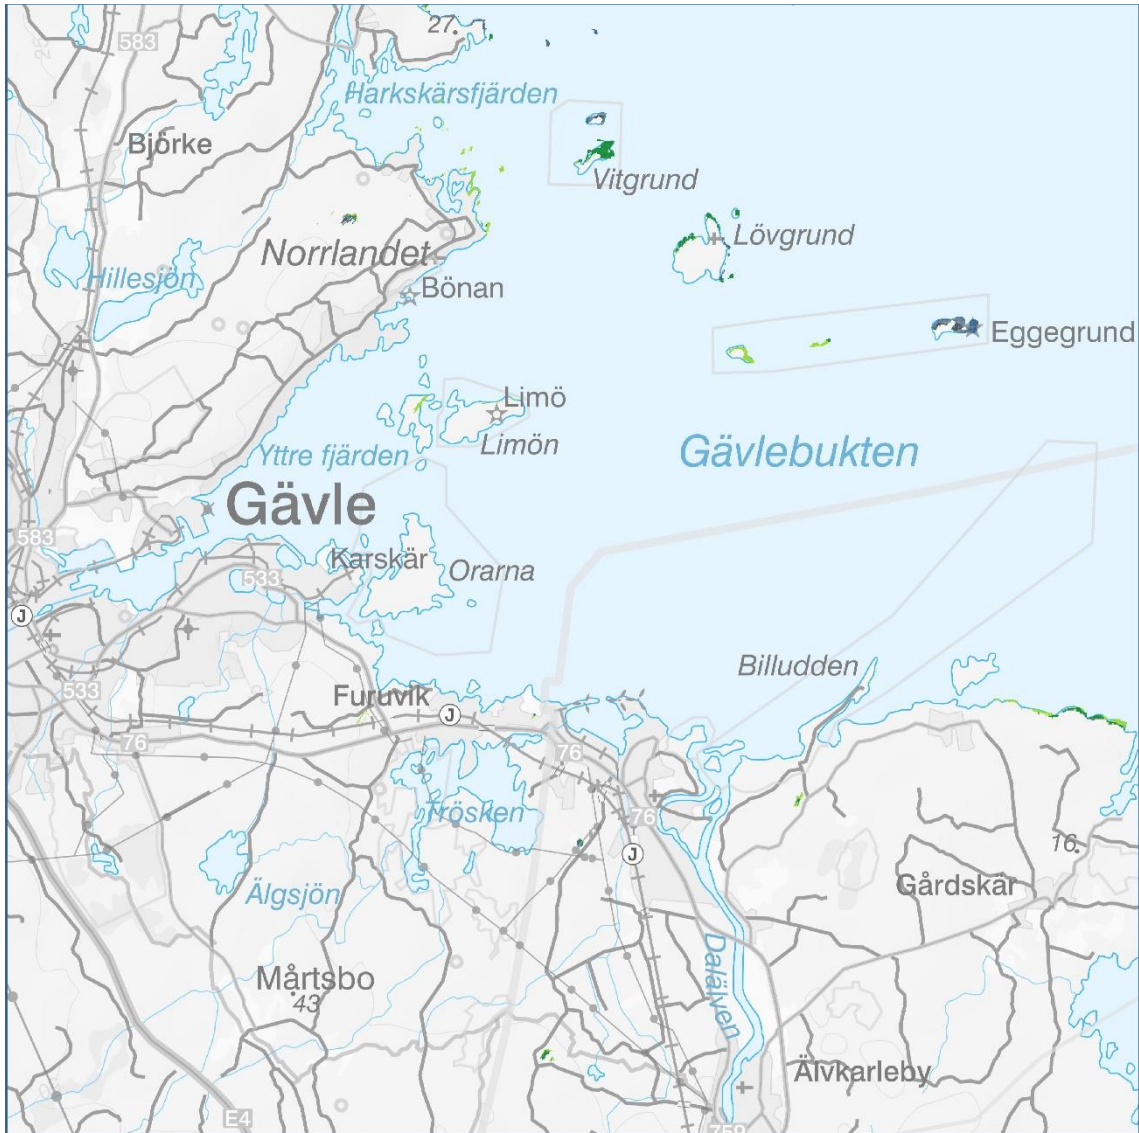 27
583
Harkskärsfjärden
Björke
Vitgrund
Lövgrund
Norrlandet
Hillesjön
Bönan
Eggegrund
Limö
Limön
Yttre fjärden
Gävlebukten
Gävle
583
Karskär
533
Orarna
J
Billudden
533
Furuvik
J
76
76
Trösken
76
J
16
Gårdskär
Älgsjön
Dalälven
Mårtsbo
43
Älvkarleby
E4